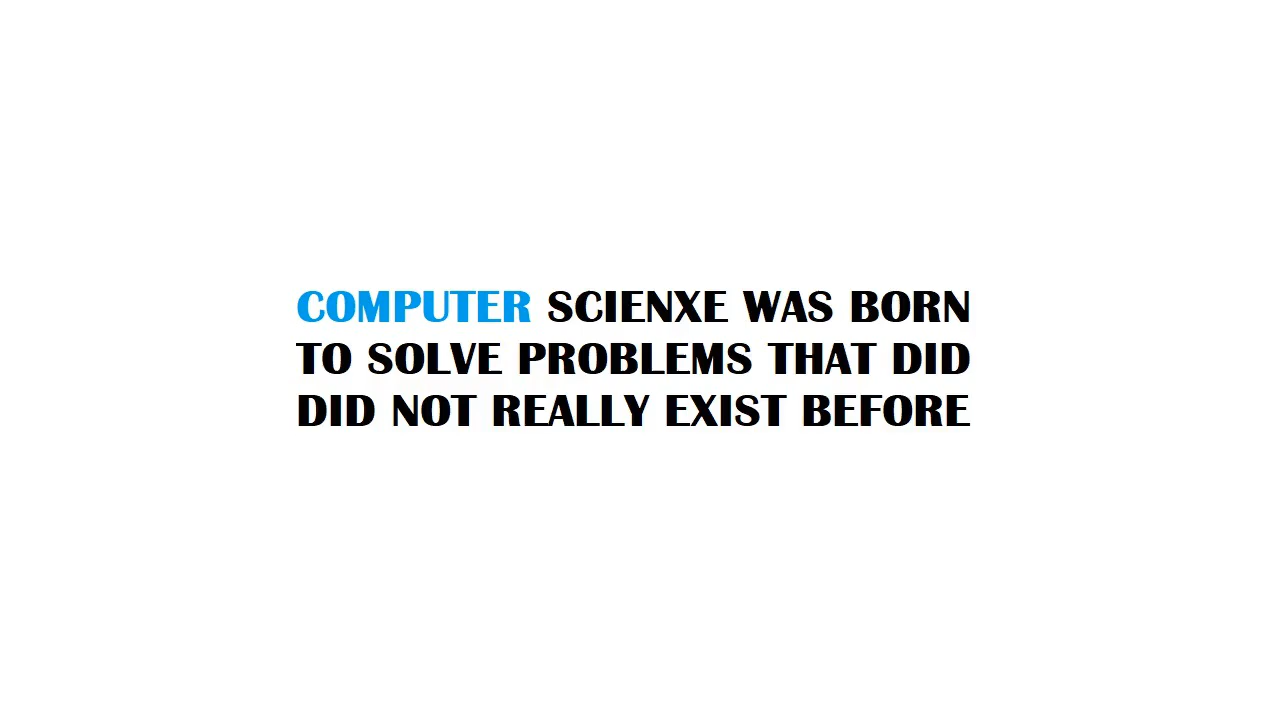 COMPUTER SCIENXE WAS BORN
TO SOLVE PROBLEMS THAT DID
DID NOT REALLY EXIST BEFORE